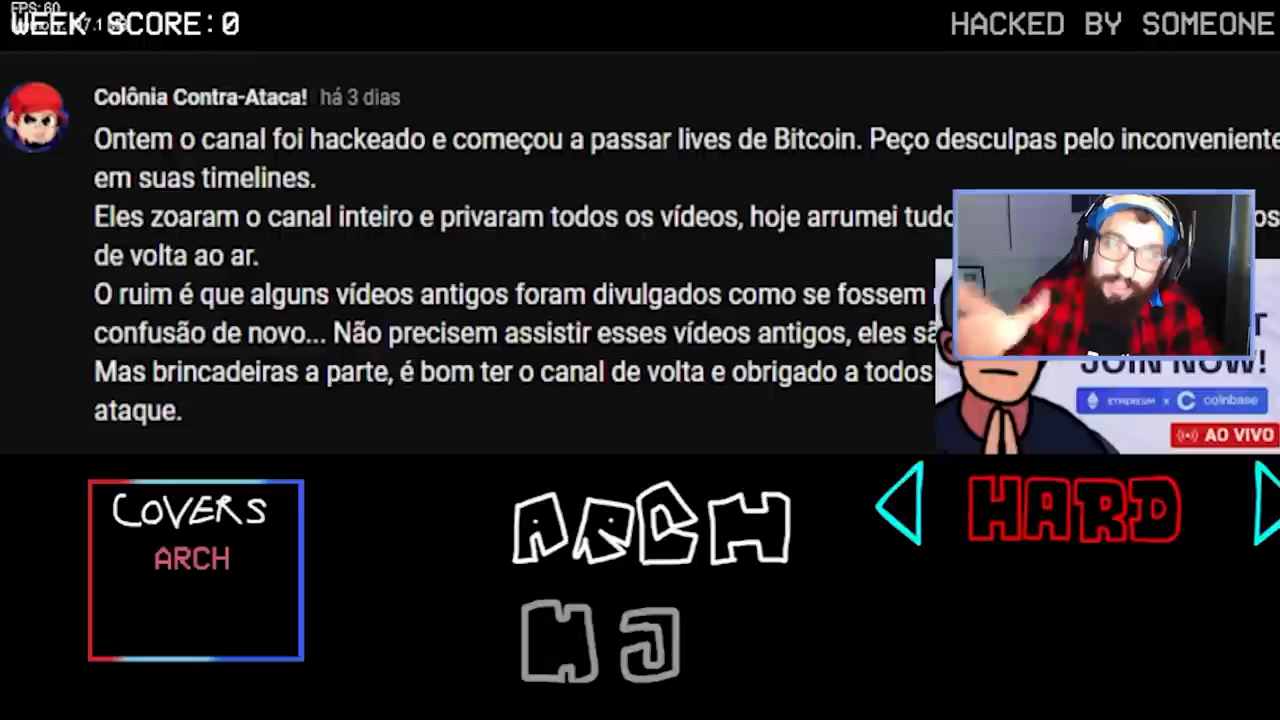 FPS: 60
WEEK SCORE:0
HACKED BY SOMEONE
Colônia Contra-Ataca! há 3 dias
Ontem o canal foi hackeado e começou a passar lives de Bitcoin. Peço desculpas pelo inconveniente
em suas timelines.
Eles zoaram o canal inteiro e privaram todos os vídeos, hoje arrumei tudo
de volta ao ar.
O ruim é que alguns vídeos antigos foram divulgados como se fossem
confusão de novo... Não precisem assistir esses vídeos antigos, eles
Mas brincadeiras a parte, é bom ter o canal de volta e obrigado a todos
ataque.
JOIN NOW!
ETHEREUM x coinbase
AO VIVO
COVERS
ARCH
ARCH
HARD
MJ